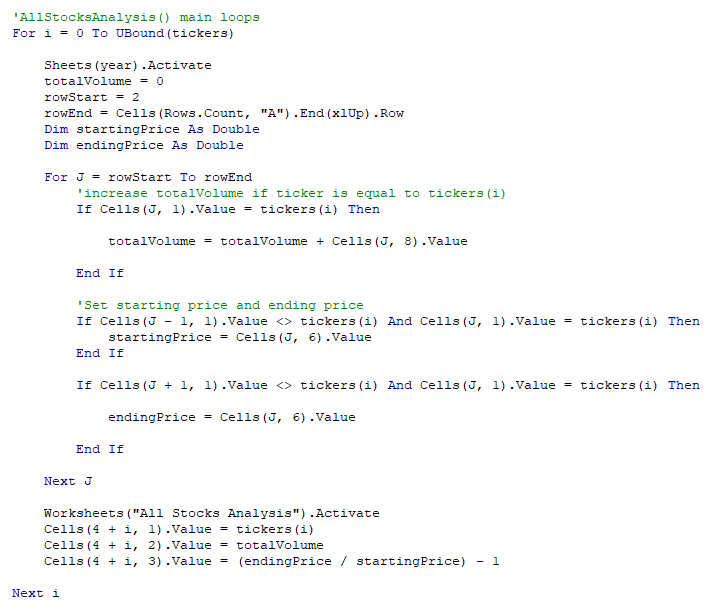 'AllStocksAnalysis() main loops
For i = 0 To UBound(tickers)
Sheets(year).Activate
totalVolume = 0
rowStart = 2
rowEnd = Cells(Rows.Count, "A").End(xlUp).Row
Dim startingPrice As Double
Dim endingPrice As Double
For J = rowStart To rowEnd
'increase totalVolume if ticker is equal to tickers(i)
If Cells(J, 1).Value = tickers(i) Then
totalVolume = totalVolume + Cells(J, 8).Value
End If
'Set starting price and ending price
If Cells(J - 1, 1).Value <> tickers(i) And Cells(J, 1).Value = tickers(i) Then
startingPrice = Cells(J, 6).Value
End If
If Cells(J + 1, 1).Value <> tickers(i) And Cells(J, 1).Value = tickers(i) Then
endingPrice = Cells(J, 6).Value
End If
Next J
Worksheets("All Stocks Analysis").Activate
Cells(4 + i, 1).Value = tickers(i)
Cells(4 + i, 2).Value = totalVolume
Cells(4 + i, 3).Value = (endingPrice / startingPrice) - 1
Next i